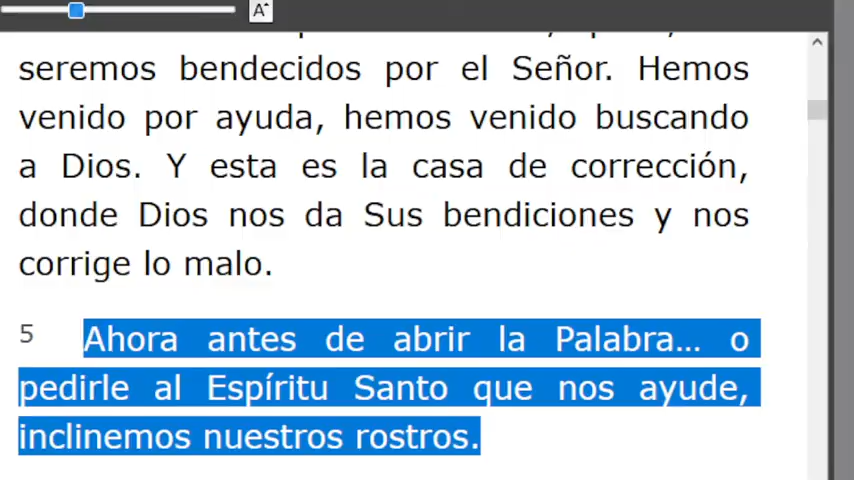 A
seremos bendecidos por el Señor. Hemos
venido por ayuda, hemos venido buscando
a Dios. Y esta es la casa de corrección,
donde Dios nos da Sus bendiciones y nos
corrige lo malo.
5 Ahora antes de abrir la Palabra... o
pedirle al Espíritu Santo que nos ayude,
inclinemos nuestros rostros.